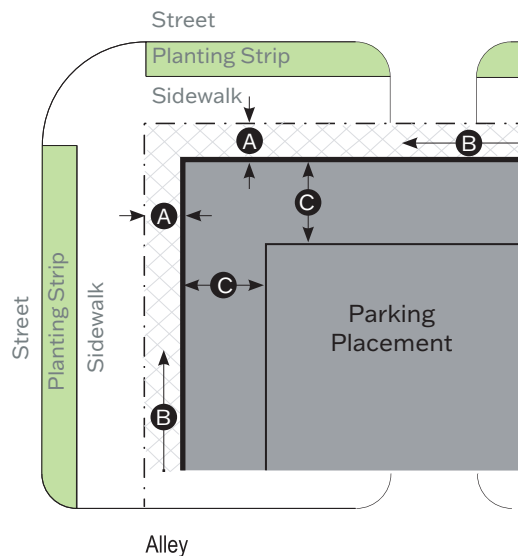 Street
Planting Strip
Sidewalk
A
B
C
A
C
Parking
Placement
Street
Planting Strip
Sidewalk
B
Alley